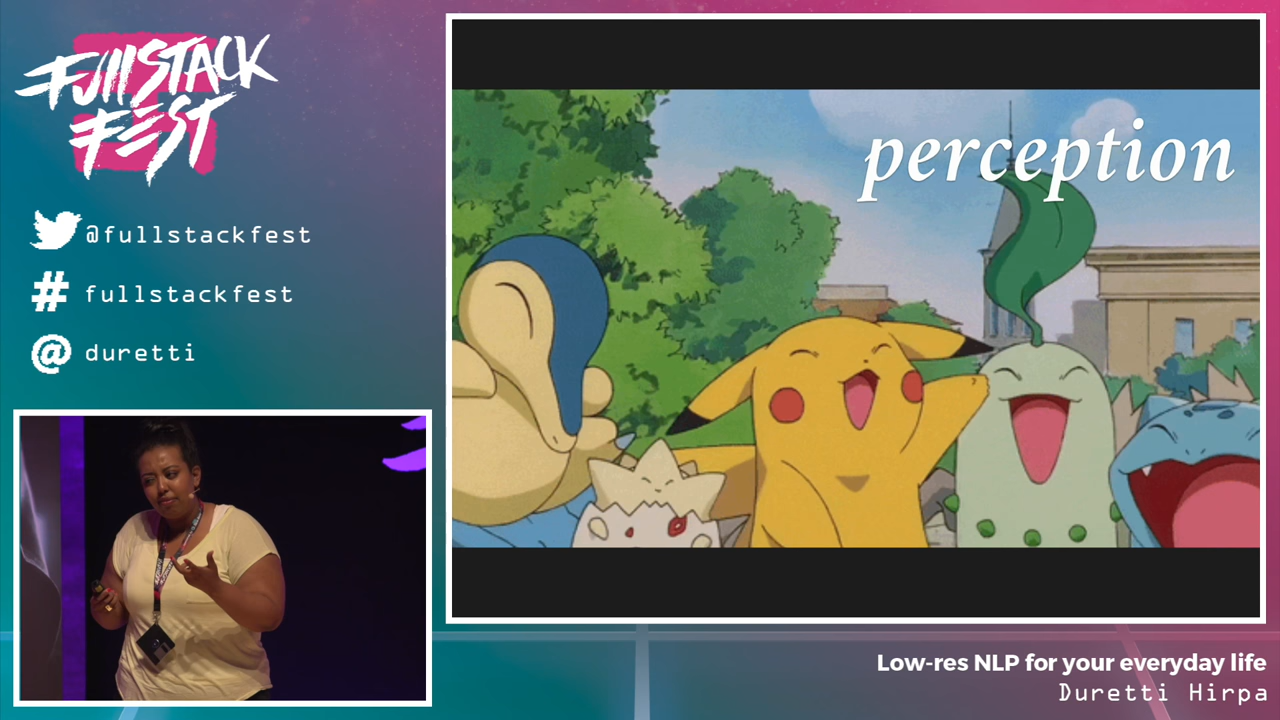 FullSTACK
FEST
@fullstackfest
# fullstackfest
@ duretti
perception
Low-res NLP for your everyday life
Duretti Hirpa